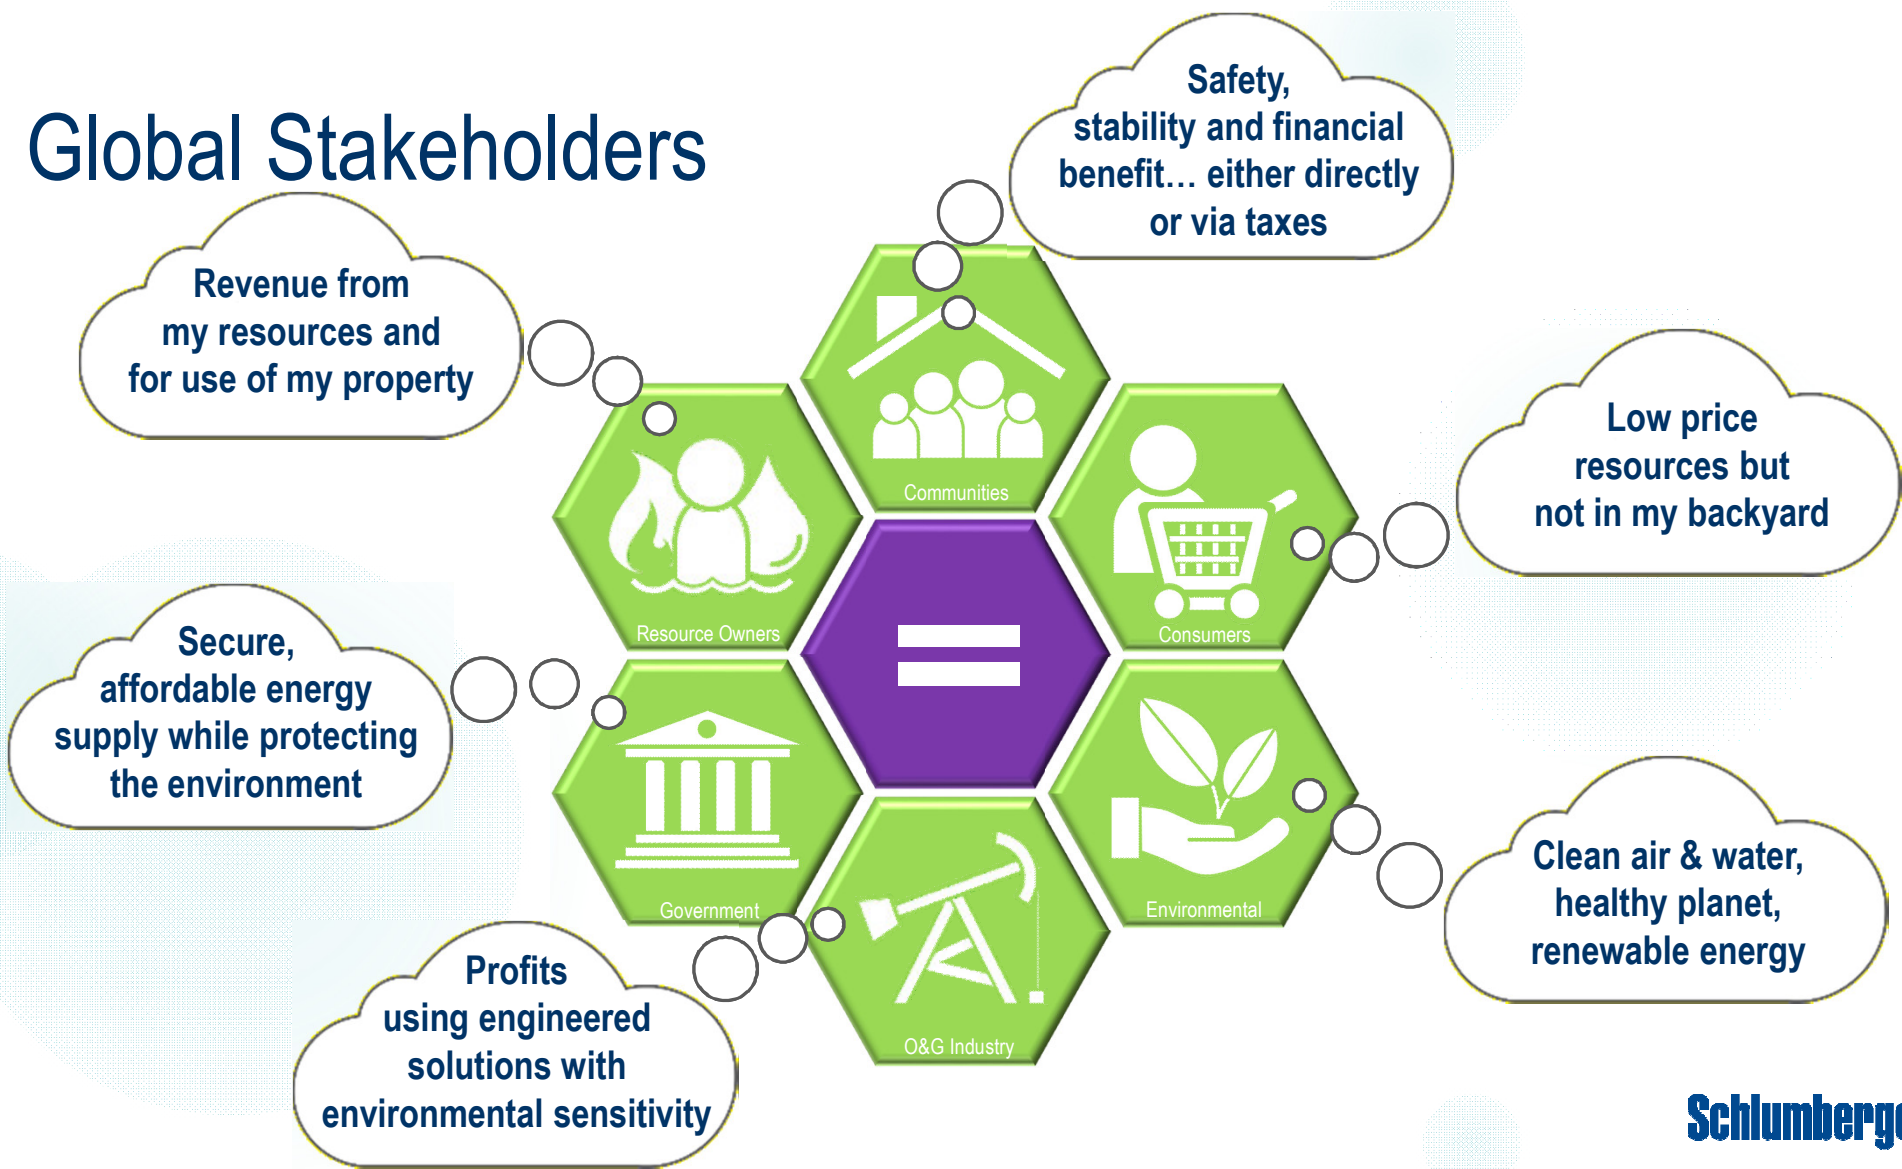 Global Stakeholders
Safety,
stability and financial
benefit... either directly
or via taxes
Revenue from
my resources and
for use of my property
Low price
resources but
not in my backyard
Secure,
affordable energy
supply while protecting
the environment
Clean air & water,
healthy planet,
renewable energy
Profits
using engineered
solutions with
environmental sensitivity
Communities
Resource Owners
Consumers
=
Government
Environmental
O&G Industry
Schlumberge